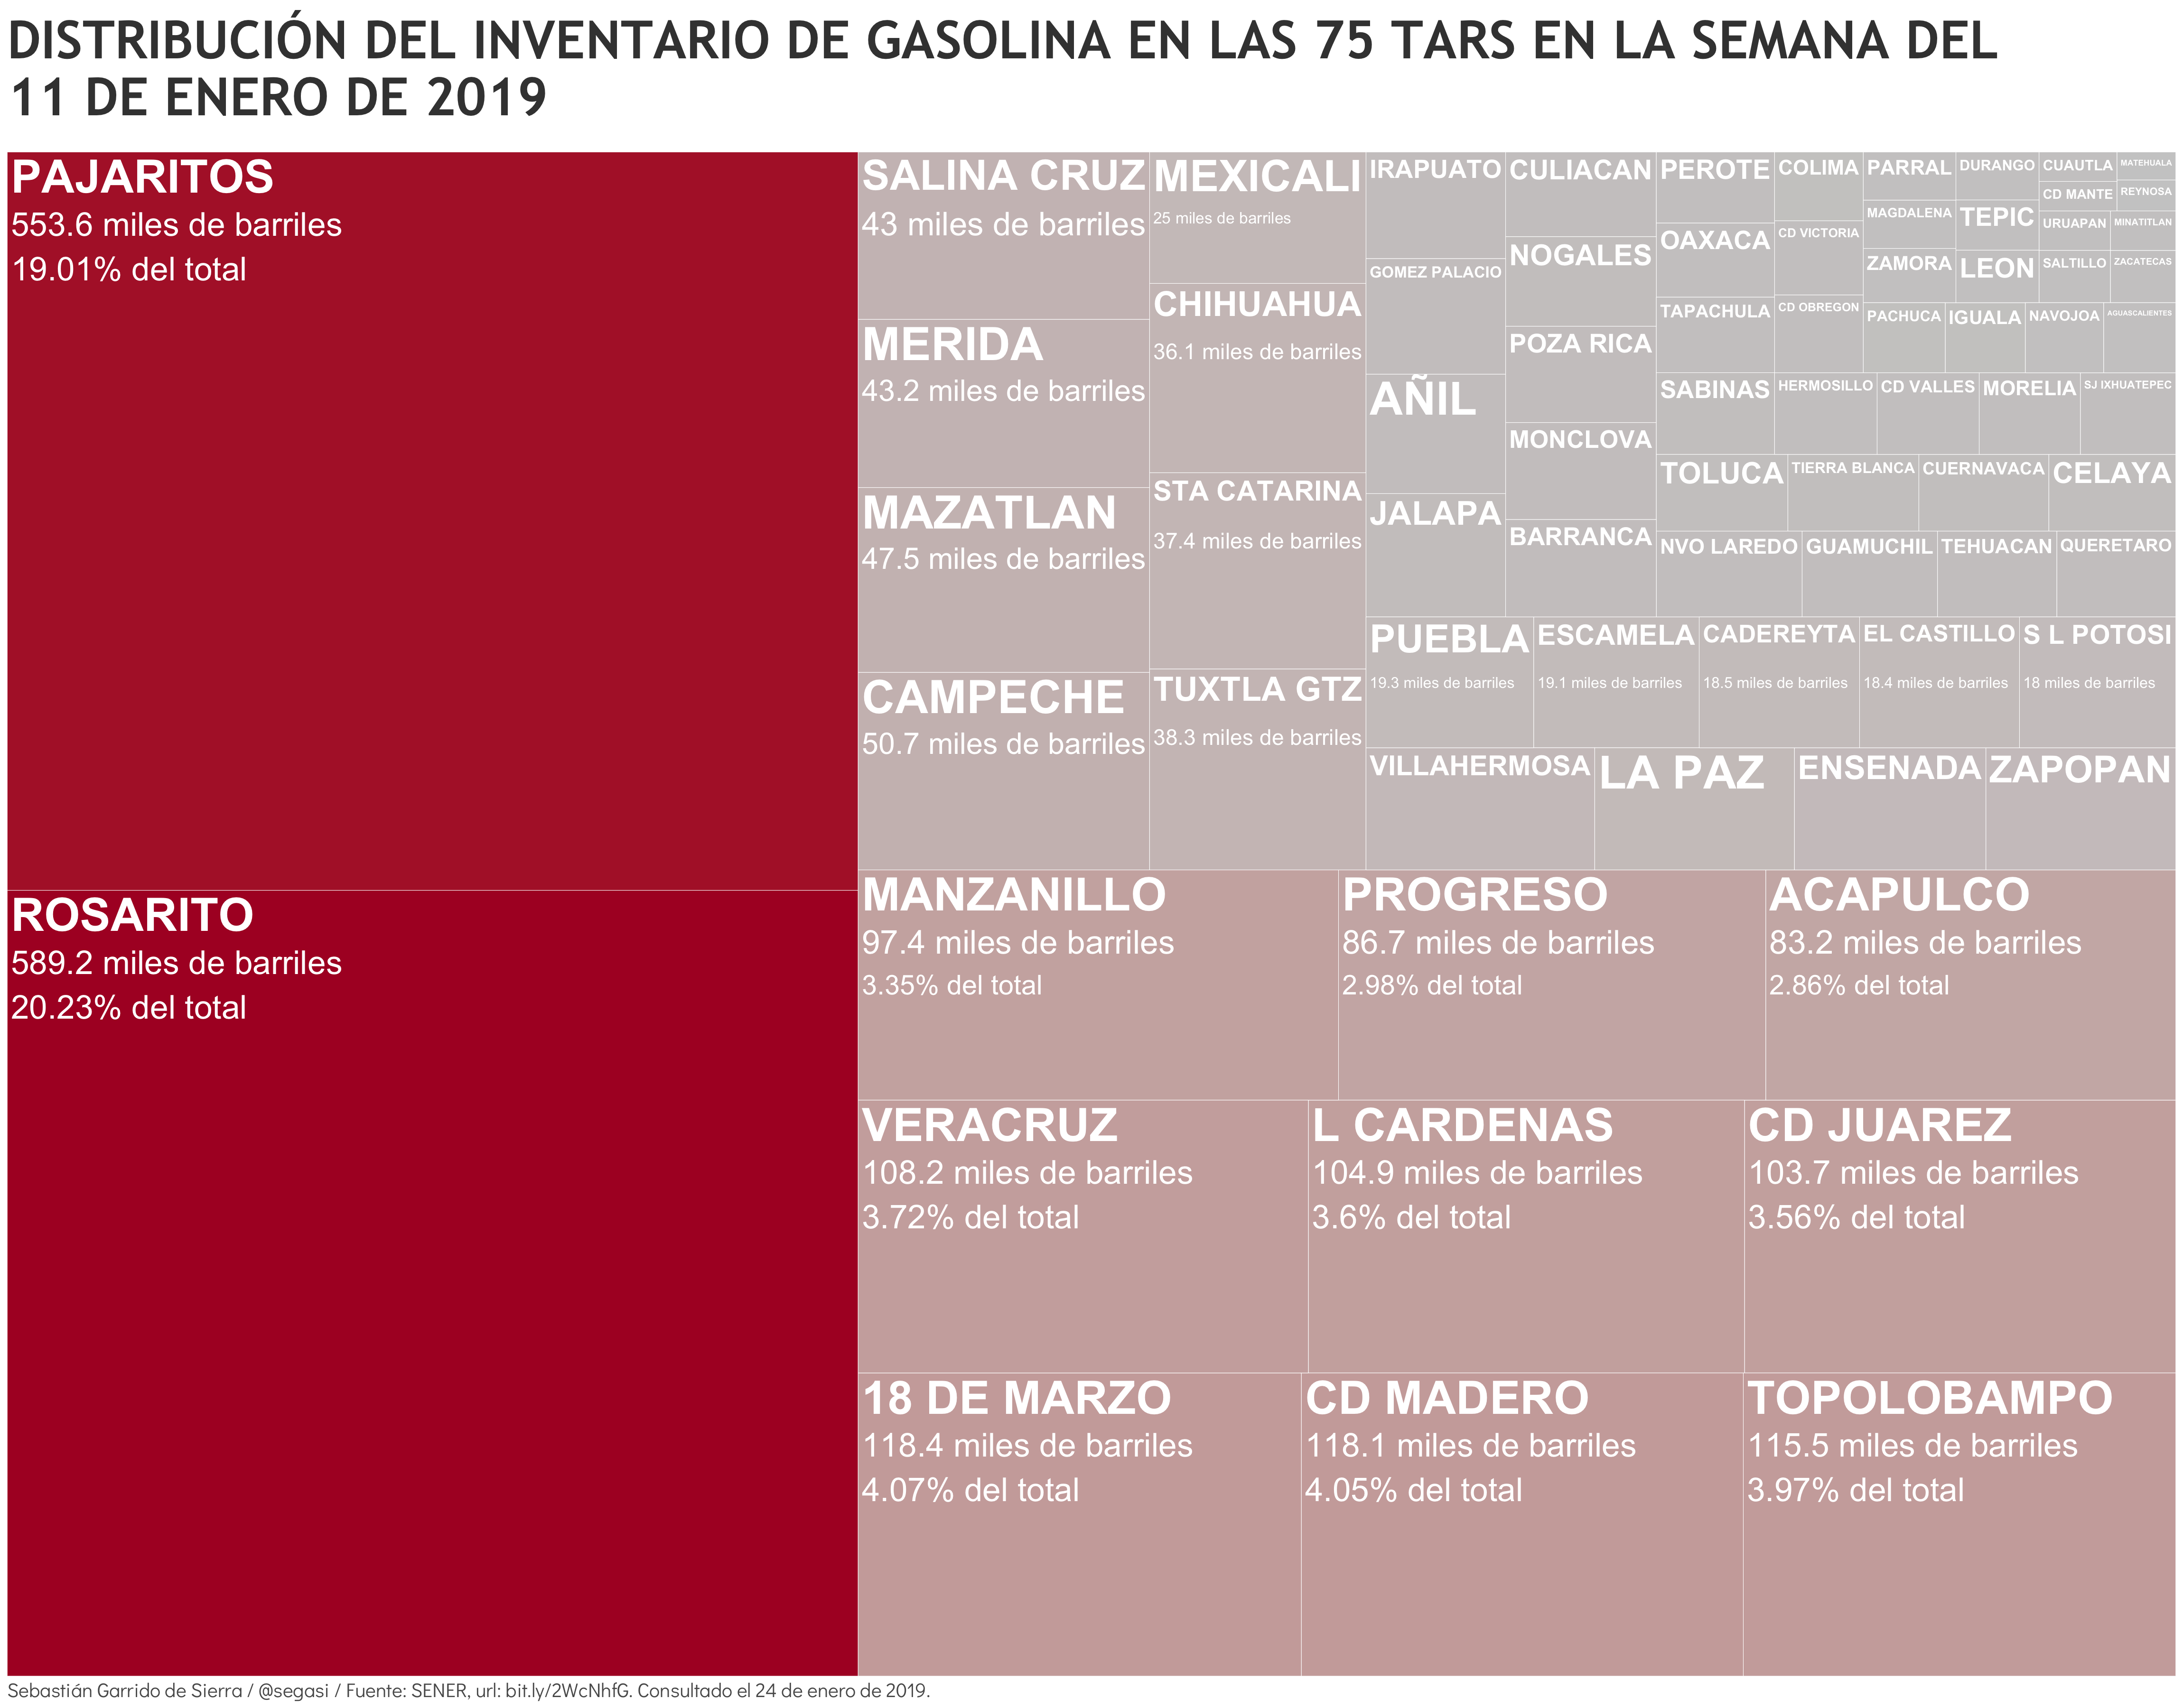 DISTRIBUCIÓN DEL INVENTARIO DE GASOLINA EN LAS 75 TARS EN LA SEMANA DEL
11 DE ENERO DE 2019
PAJARITOS
553.6 miles de barriles
19.01% del total
ROSARITO
589.2 miles de barriles
20.23% del total
SALINA CRUZ
43 miles de barriles
MERIDA
43.2 miles de barriles
MAZATLAN
47.5 miles de barriles
CAMPECHE
50.7 miles de barriles
MEXICALI
25 miles de barriles
CHIHUAHUA
36.1 miles de barriles
STA CATARINA
37.4 miles de barriles
TUXTLA GTZ
38.3 miles de barriles
IRAPUATO
GOMEZ PALACIO
AÑIL
JALAPA
CULIACAN
NOGALES
POZA RICA
MONCLOVA
BARRANCA
PEROTE
OAXACA
TAPACHULA
COLIMA
CD VICTORIA
CD OBREGON
PARRAL
MAGDALENA
ZAMORA
DURANGO
TEPIC
LEON
CUAUTLA
CD MANTE
MATEHUALA
REYNOSA
URUAPAN
MINATITLAN
SALTILLO
ZACATECAS
PACHUCA
IGUALA
NAVOJOA
AGUASCALIENTES
SABINAS
HERMOSILLO
CD VALLES
MORELIA
SJ IXHUATEPEC
TOLUCA
TIERRA BLANCA
CUERNAVACA
CELAYA
NVO LAREDO
GUAMUCHIL
TEHUACAN
QUERETARO
PUEBLA
19.3 miles de barriles
ESCAMELA
19.1 miles de barriles
CADEREYTA
18.5 miles de barriles
EL CASTILLO
18.4 miles de barriles
S L POTOSI
18 miles de barriles
VILLAHERMOSA
LA PAZ
ENSENADA
ZAPOPAN
MANZANILLO
97.4 miles de barriles
3.35% del total
PROGRESO
86.7 miles de barriles
2.98% del total
ACAPULCO
83.2 miles de barriles
2.86% del total
VERACRUZ
108.2 miles de barriles
3.72% del total
L CARDENAS
104.9 miles de barriles
3.6% del total
CD JUAREZ
103.7 miles de barriles
3.56% del total
18 DE MARZO
118.4 miles de barriles
4.07% del total
CD MADERO
118.1 miles de barriles
4.05% del total
TOPOLOBAMPO
115.5 miles de barriles
3.97% del total
Sebastián Garrido de Sierra / @segasi / Fuente: SENER, url: bit.ly/2WcNhfG. Consultado el 24 de enero de 2019.